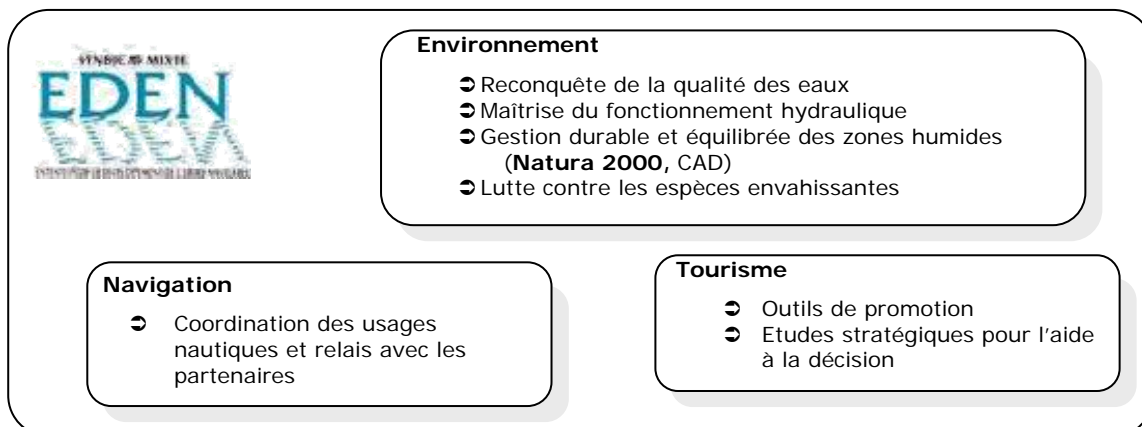 SYNDICAT MIXTE
EDEN
Environnement
➲ Reconquête de la qualité des eaux
➲ Maîtrise du fonctionnement hydraulique
➲ Gestion durable et équilibrée des zones humides
(Natura 2000, CAD)
➲ Lutte contre les espèces envahissantes
Navigation
➲ Coordination des usages
nautiques et relais avec les
partenaires
Tourisme
➲ Outils de promotion
➲ Etudes stratégiques pour l'aide
à la décision